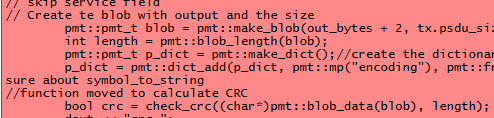 // skip service field
// Create te blob with output and the size
pmt::pmt_t blob = pmt::make_blob(out_bytes + 2, tx.psdu_si
int length = pmt::blob_length(blob);
pmt::pmt_t p_dict = pmt::make_dict();//create the dictionar
p_dict = pmt::dict_add(p_dict, pmt::mp("encoding"), pmt::fr
sure about symbol_to_string
//function moved to calculate CRC
bool crc = check_crc((char*)pmt::blob_data(blob), length);